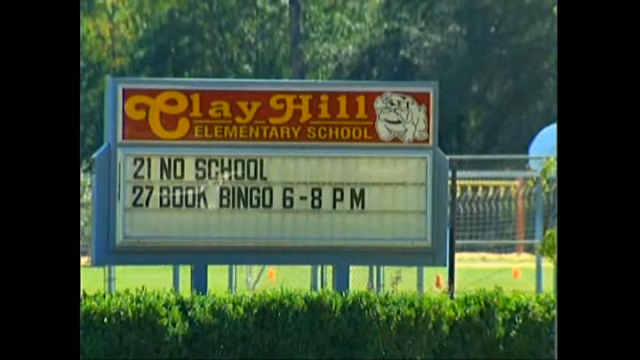 Clay Hill
ELEMENTARY SCHOOL
21 NO SCHOOL
27 BOOK BINGO 6-8 PM